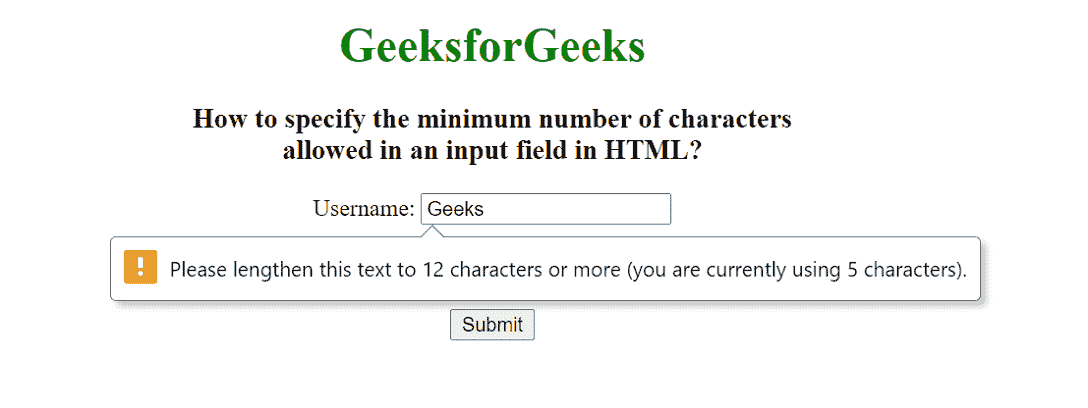 GeeksforGeeks
How to specify the minimum number of characters
allowed in an input field in HTML?
Username: Geeks
! Please lengthen this text to 12 characters or more (you are currently using 5 characters).
Submit